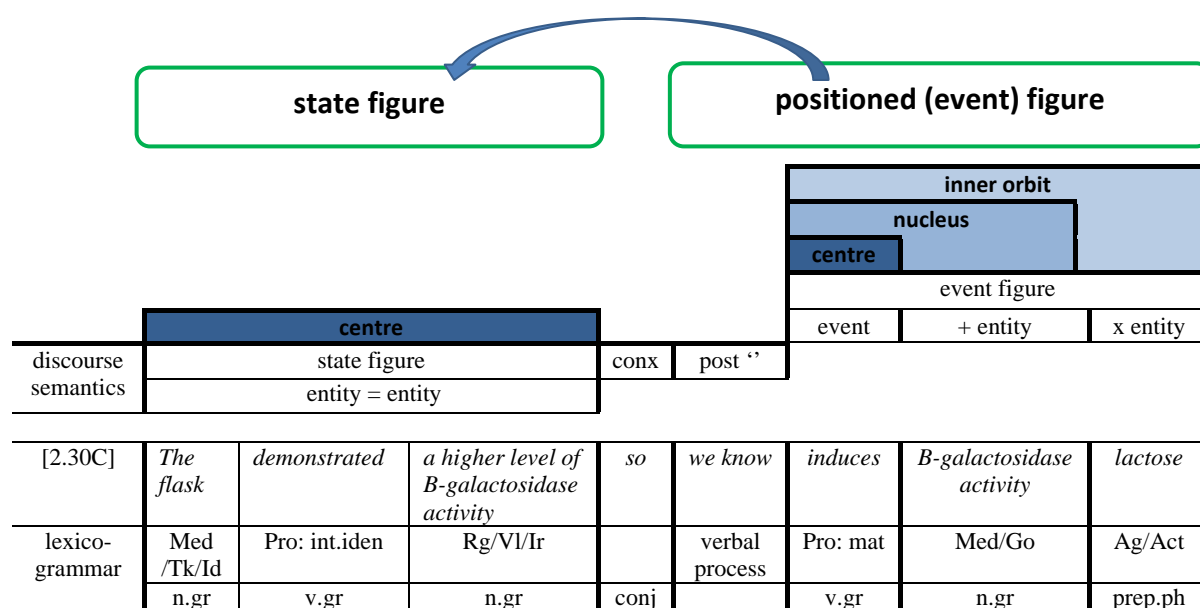 state figure
positioned (event) figure
inner orbit
nucleus
centre
event figure
centre
event + entity x entity
discourse semantics
state figure
conx
post ‘’
entity = entity
[2.30C] The flask demonstrated a higher level of B-galactosidase activity so we know induces B-galactosidase activity lactose
lexico-grammar
Med /Tk/Id Pro: int.iden Rg/Vl/Ir verbal process Pro: mat Med/Go Ag/Act
n.gr v.gr n.gr conj v.gr n.gr prep.ph